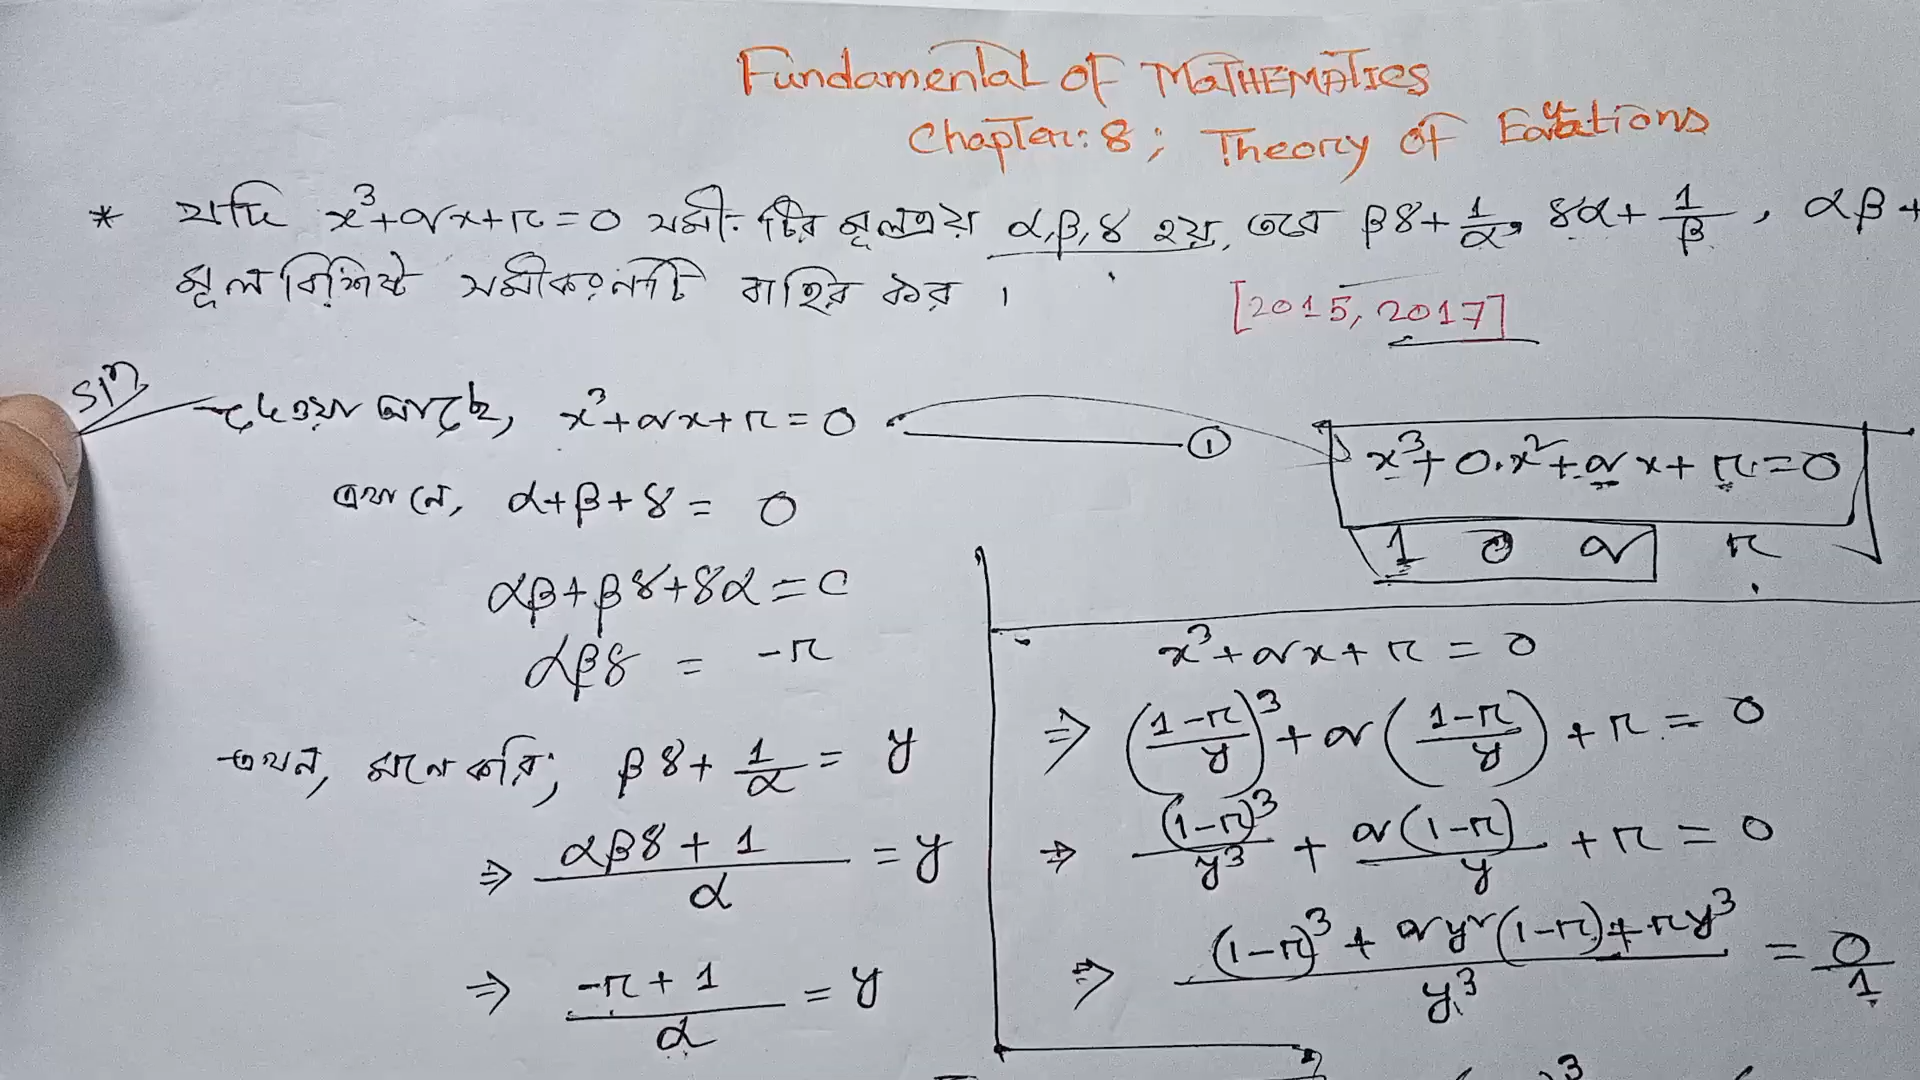 Fundamental of MATHEMATICS
Chapter: 8; Theory of Equations
* যদি x³+qx+r=0 সমী: টির মূলত্রয় α,β,γ হয়, তবে βγ+1/α, γα+1/β, αβ+
মূল বিশিষ্ট সমীকরণটি বাহির কর ।
[2015, 2017]
দেওয়া আছে, x³+qx+r=0 ①
x³+0.x²+qx+r=0
1 0 q r
এখানে, α+β+γ = 0
αβ+βγ+γα = c
αβγ = -r
এখন, মনে করি, βγ+1/α = y
⇒ (αβγ+1)/α = y
⇒ (-r+1)/α = y
x³+qx+r=0
⇒ ((1-r)/y)³+q((1-r)/y)+r=0
⇒ (1-r)³/y³ + q(1-r)/y + r = 0
⇒ ((1-r)³+qy²(1-r)+ry³)/y³ = 0/1